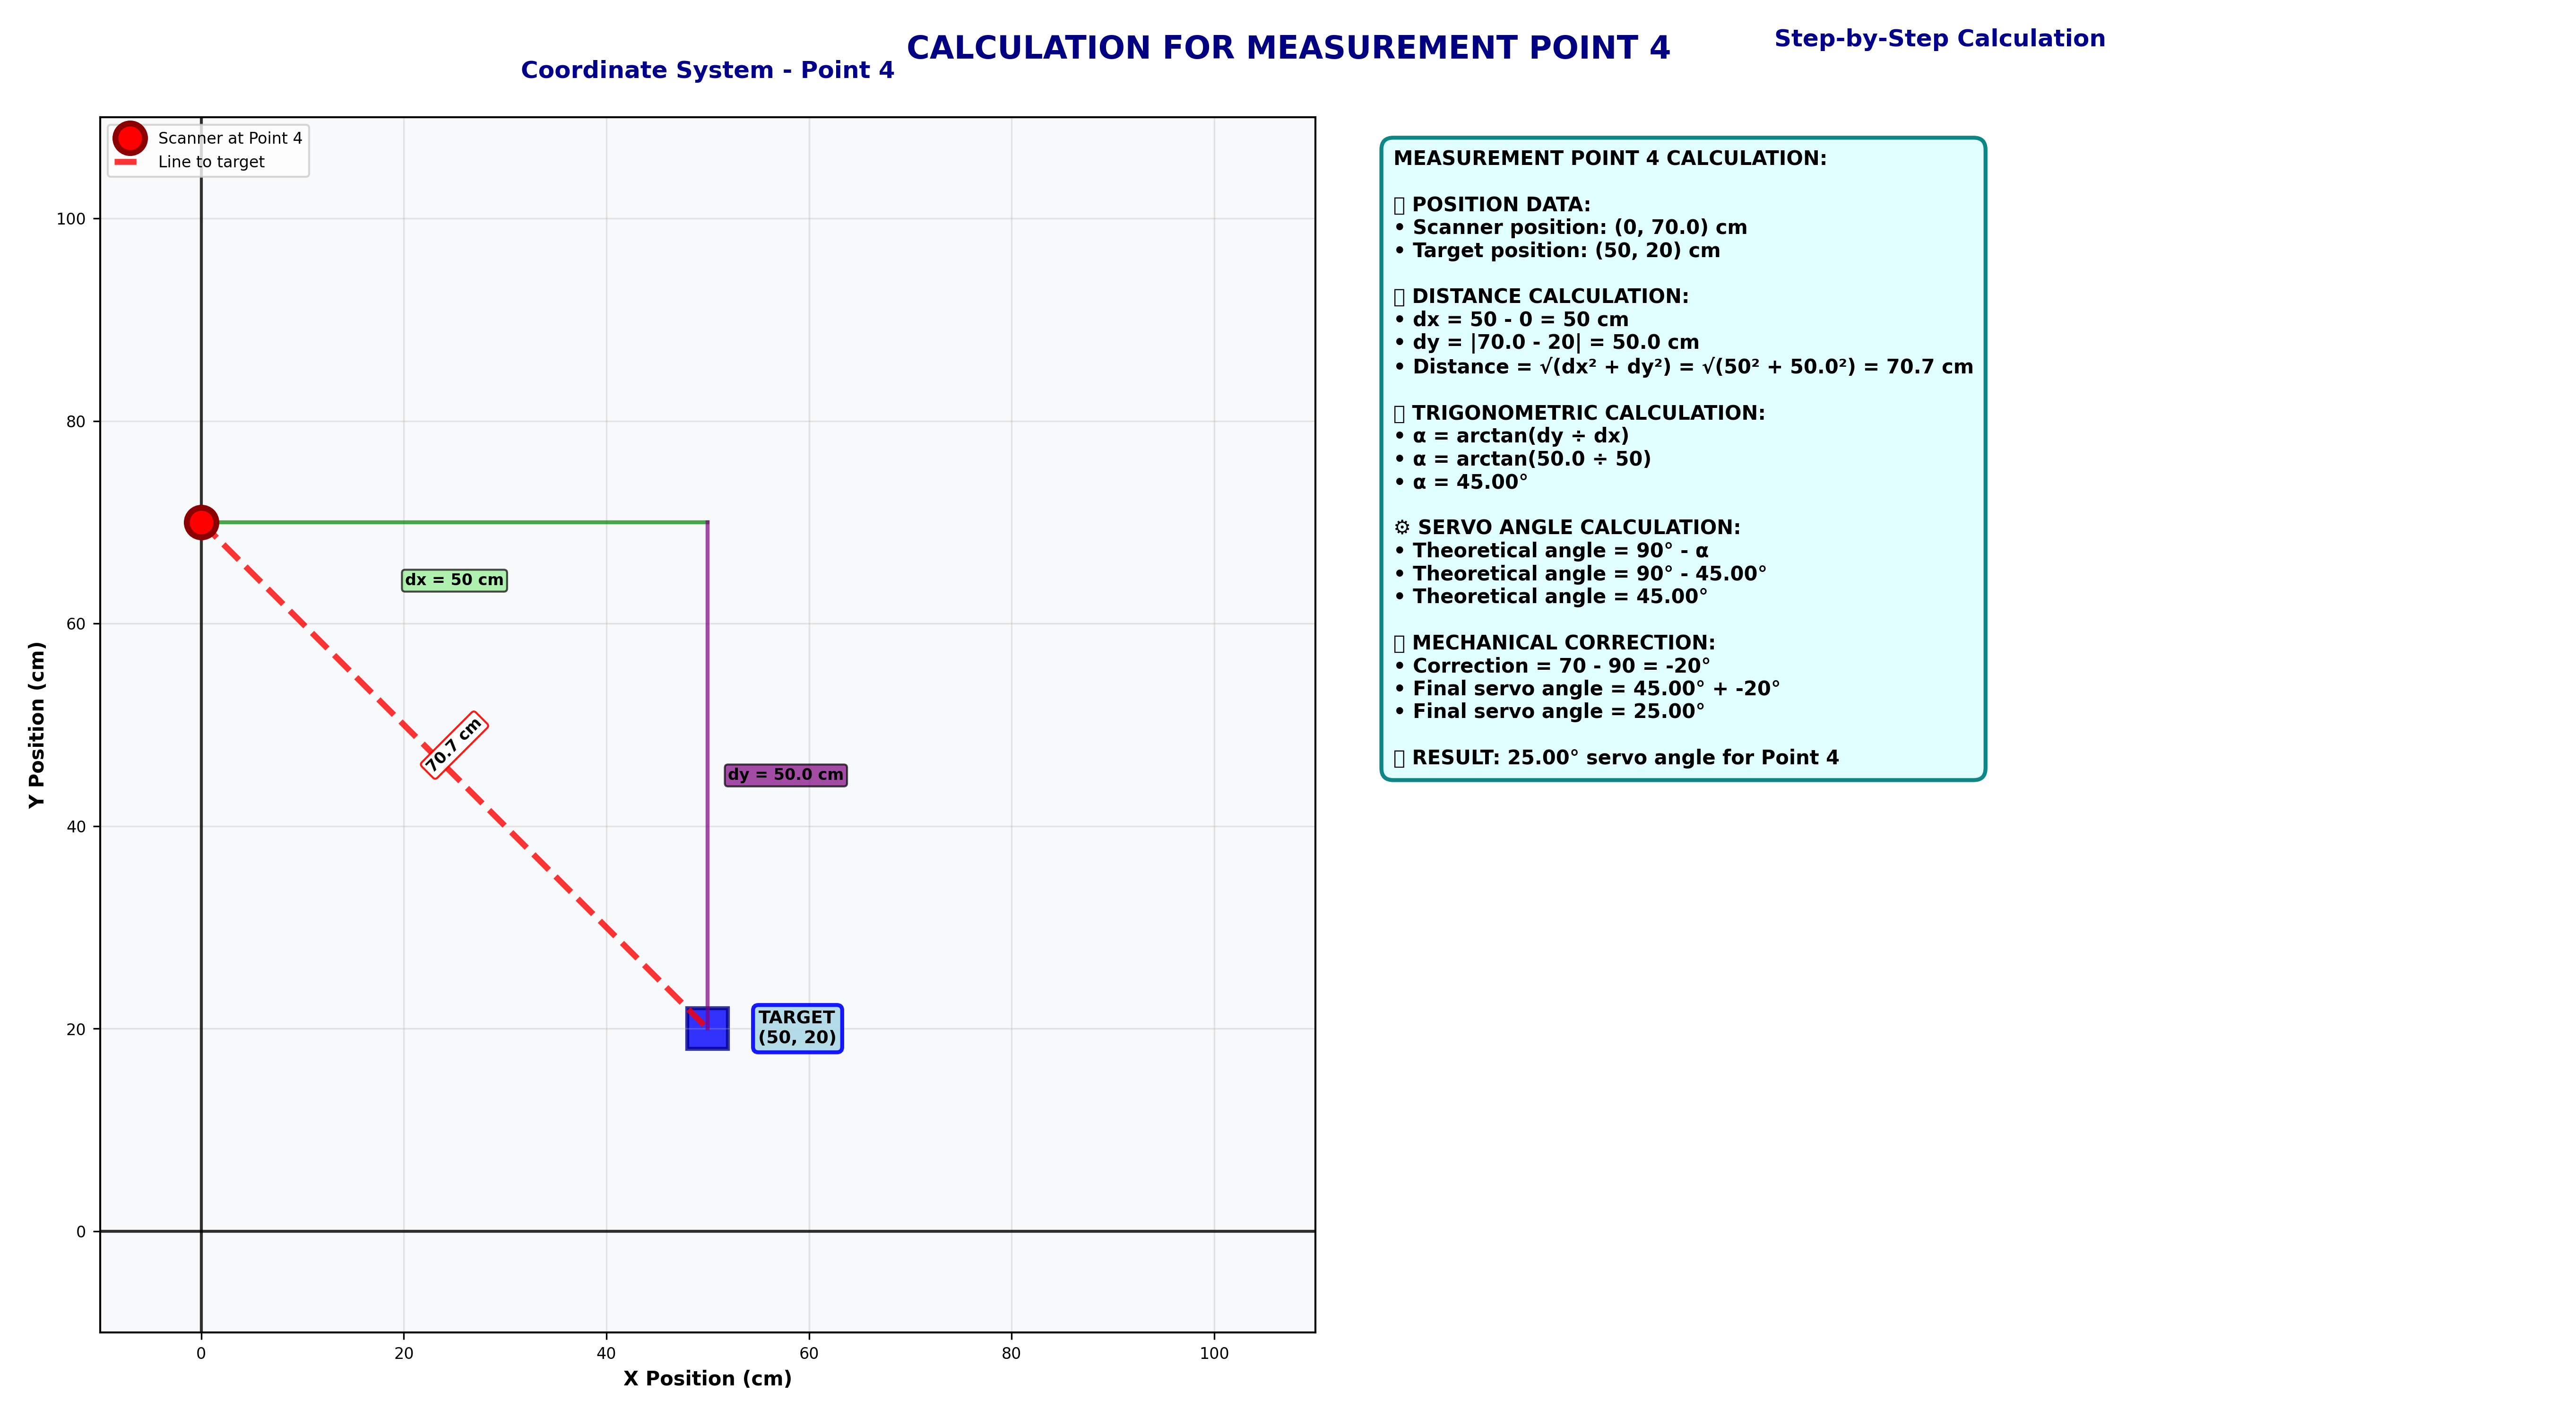 CALCULATION FOR MEASUREMENT POINT 4
Coordinate System - Point 4
Step-by-Step Calculation
Scanner at Point 4
Line to target
100
80
60
40
20
0
Y Position (cm)
dx = 50 cm
70.7 cm
dy = 50.0 cm
TARGET
(50, 20)
0
20
40
60
80
100
X Position (cm)
MEASUREMENT POINT 4 CALCULATION:
▯ POSITION DATA:
• Scanner position: (0, 70.0) cm
• Target position: (50, 20) cm
▯ DISTANCE CALCULATION:
• dx = 50 - 0 = 50 cm
• dy = |70.0 - 20| = 50.0 cm
• Distance = √(dx² + dy²) = √(50² + 50.0²) = 70.7 cm
▯ TRIGONOMETRIC CALCULATION:
• α = arctan(dy ÷ dx)
• α = arctan(50.0 ÷ 50)
• α = 45.00°
⚙ SERVO ANGLE CALCULATION:
• Theoretical angle = 90° - α
• Theoretical angle = 90° - 45.00°
• Theoretical angle = 45.00°
▯ MECHANICAL CORRECTION:
• Correction = 70 - 90 = -20°
• Final servo angle = 45.00° + -20°
• Final servo angle = 25.00°
▯ RESULT: 25.00° servo angle for Point 4